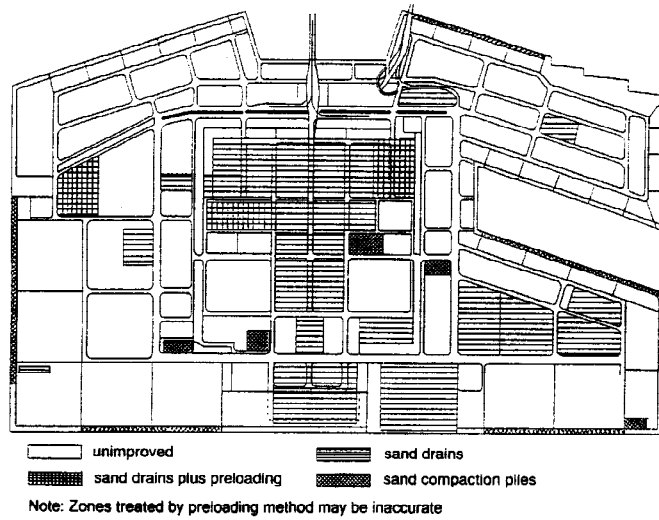 unimproved
sand drains
sand drains plus preloading
sand compaction piles
Note: Zones treated by preloading method may be inaccurate